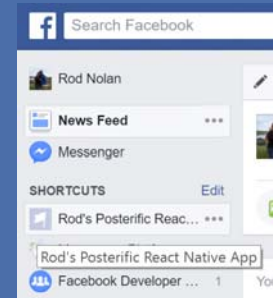 f
Search Facebook
Rod Nolan
News Feed
Messenger
SHORTCUTS Edit
Rod's Posterific Reac...
Rod's Posterific React Native App
Facebook Developer ... 1
You